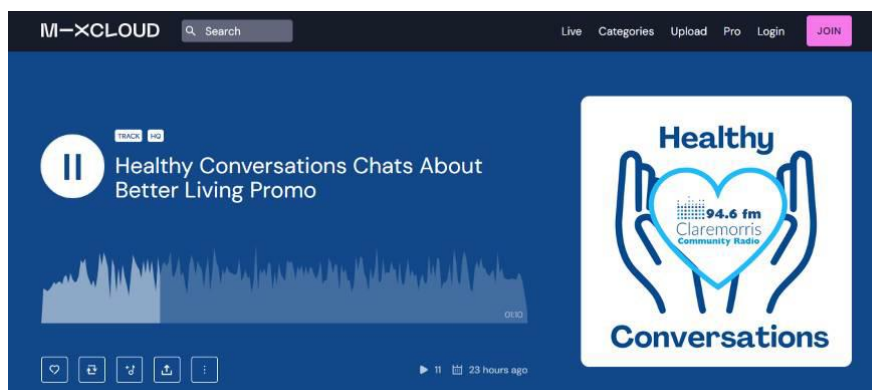 M-XCLOUD
Search
Live Categories Upload Pro Login JOIN
TRACK HQ
Healthy Conversations Chats About
Better Living Promo
01:10
11 23 hours ago
Healthy
94.6 fm
Claremorris
Community Radio
Conversations